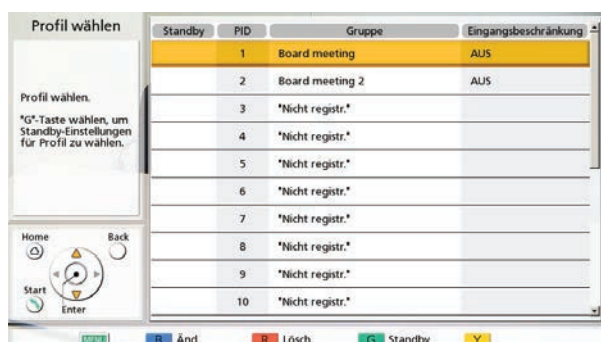 Profil wählen
Standby PID Gruppe Eingangsbeschränkung
1 Board meeting AUS
2 Board meeting 2 AUS
3 "Nicht registr."
4 "Nicht registr."
5 "Nicht registr."
6 "Nicht registr."
7 "Nicht registr."
8 "Nicht registr."
9 "Nicht registr."
10 "Nicht registr."
Profil wählen.
"G"-Taste wählen, um
Standby-Einstellungen
für Profil zu wählen.
Home Back
Start
Enter
B Änd. R Lösch. G Standby Y